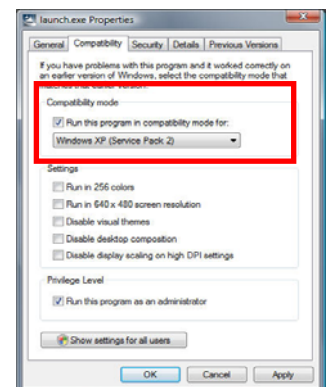 launch.exe Properties
General Compatibility Security Details Previous Versions
If you have problems with this program and it worked correctly on
an earlier version of Windows, select the compatibility mode that
matches that earlier version.
Compatibility mode
Run this program in compatibility mode for:
Windows XP (Service Pack 2)
Settings
Run in 256 colors
Run in 640 x 480 screen resolution
Disable visual themes
Disable desktop composition
Disable display scaling on high DPI settings
Privilege Level
Run this program as an administrator
Show settings for all users
OK Cancel Apply